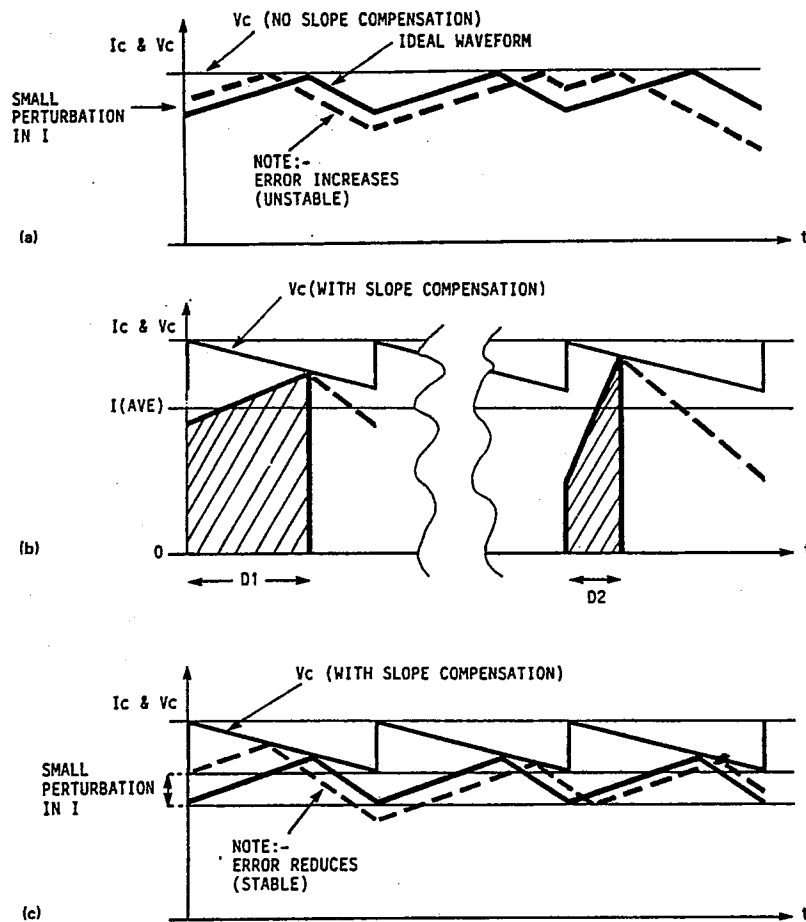 Vc (NO SLOPE COMPENSATION)
Ic & Vc
IDEAL WAVEFORM
SMALL
PERTURBATION
IN I
NOTE:-
ERROR INCREASES
(UNSTABLE)
(a)
t
Vc(WITH SLOPE COMPENSATION)
Ic & Vc
I(AVE)
(b)
0
t
D1
D2
Vc (WITH SLOPE COMPENSATION)
Ic & Vc
SMALL
PERTURBATION
IN I
NOTE:-
ERROR REDUCES
(STABLE)
(c)
t